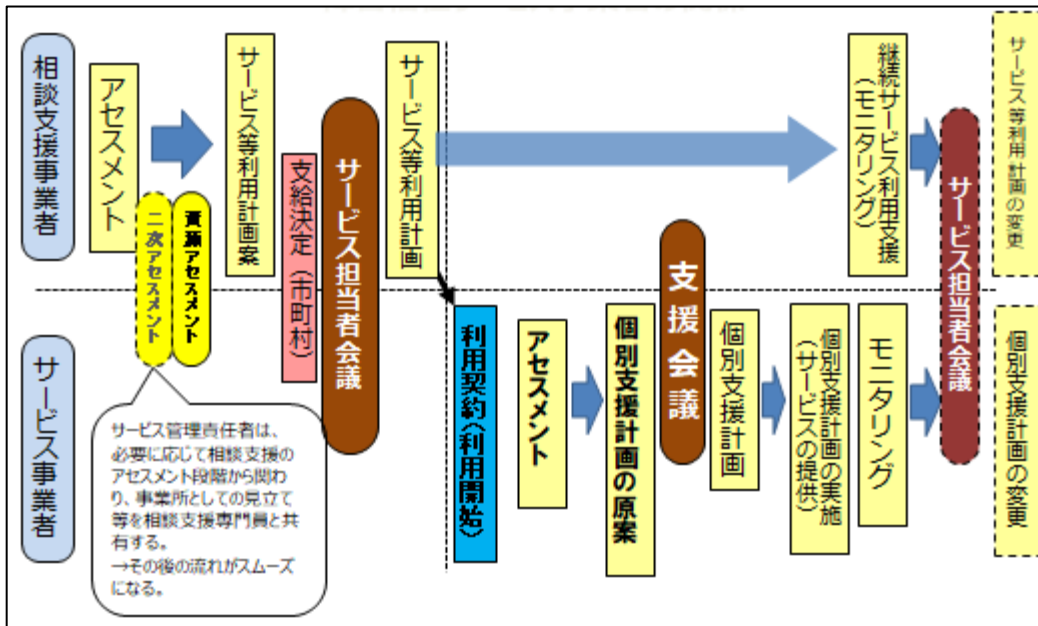 相談支援事業者
アセスメント
二次アセスメント
資源アセスメント
サービス等利用計画案
支給決定（市町村）
サービス担当者会議
サービス等利用計画
継続サービス利用支援
（モニタリング）
サービス担当者会議
サービス等利用計画の変更
サービス事業者
サービス管理責任者は、
必要に応じて相談支援の
アセスメント段階から関わ
り、事業所としての見立て
等を相談支援専門員と共
有する。
→その後の流れがスムーズ
になる。
利用契約（利用開始）
アセスメント
個別支援計画の原案
支援会議
個別支援計画
個別支援計画の実施
（サービスの提供）
モニタリング
個別支援計画の変更